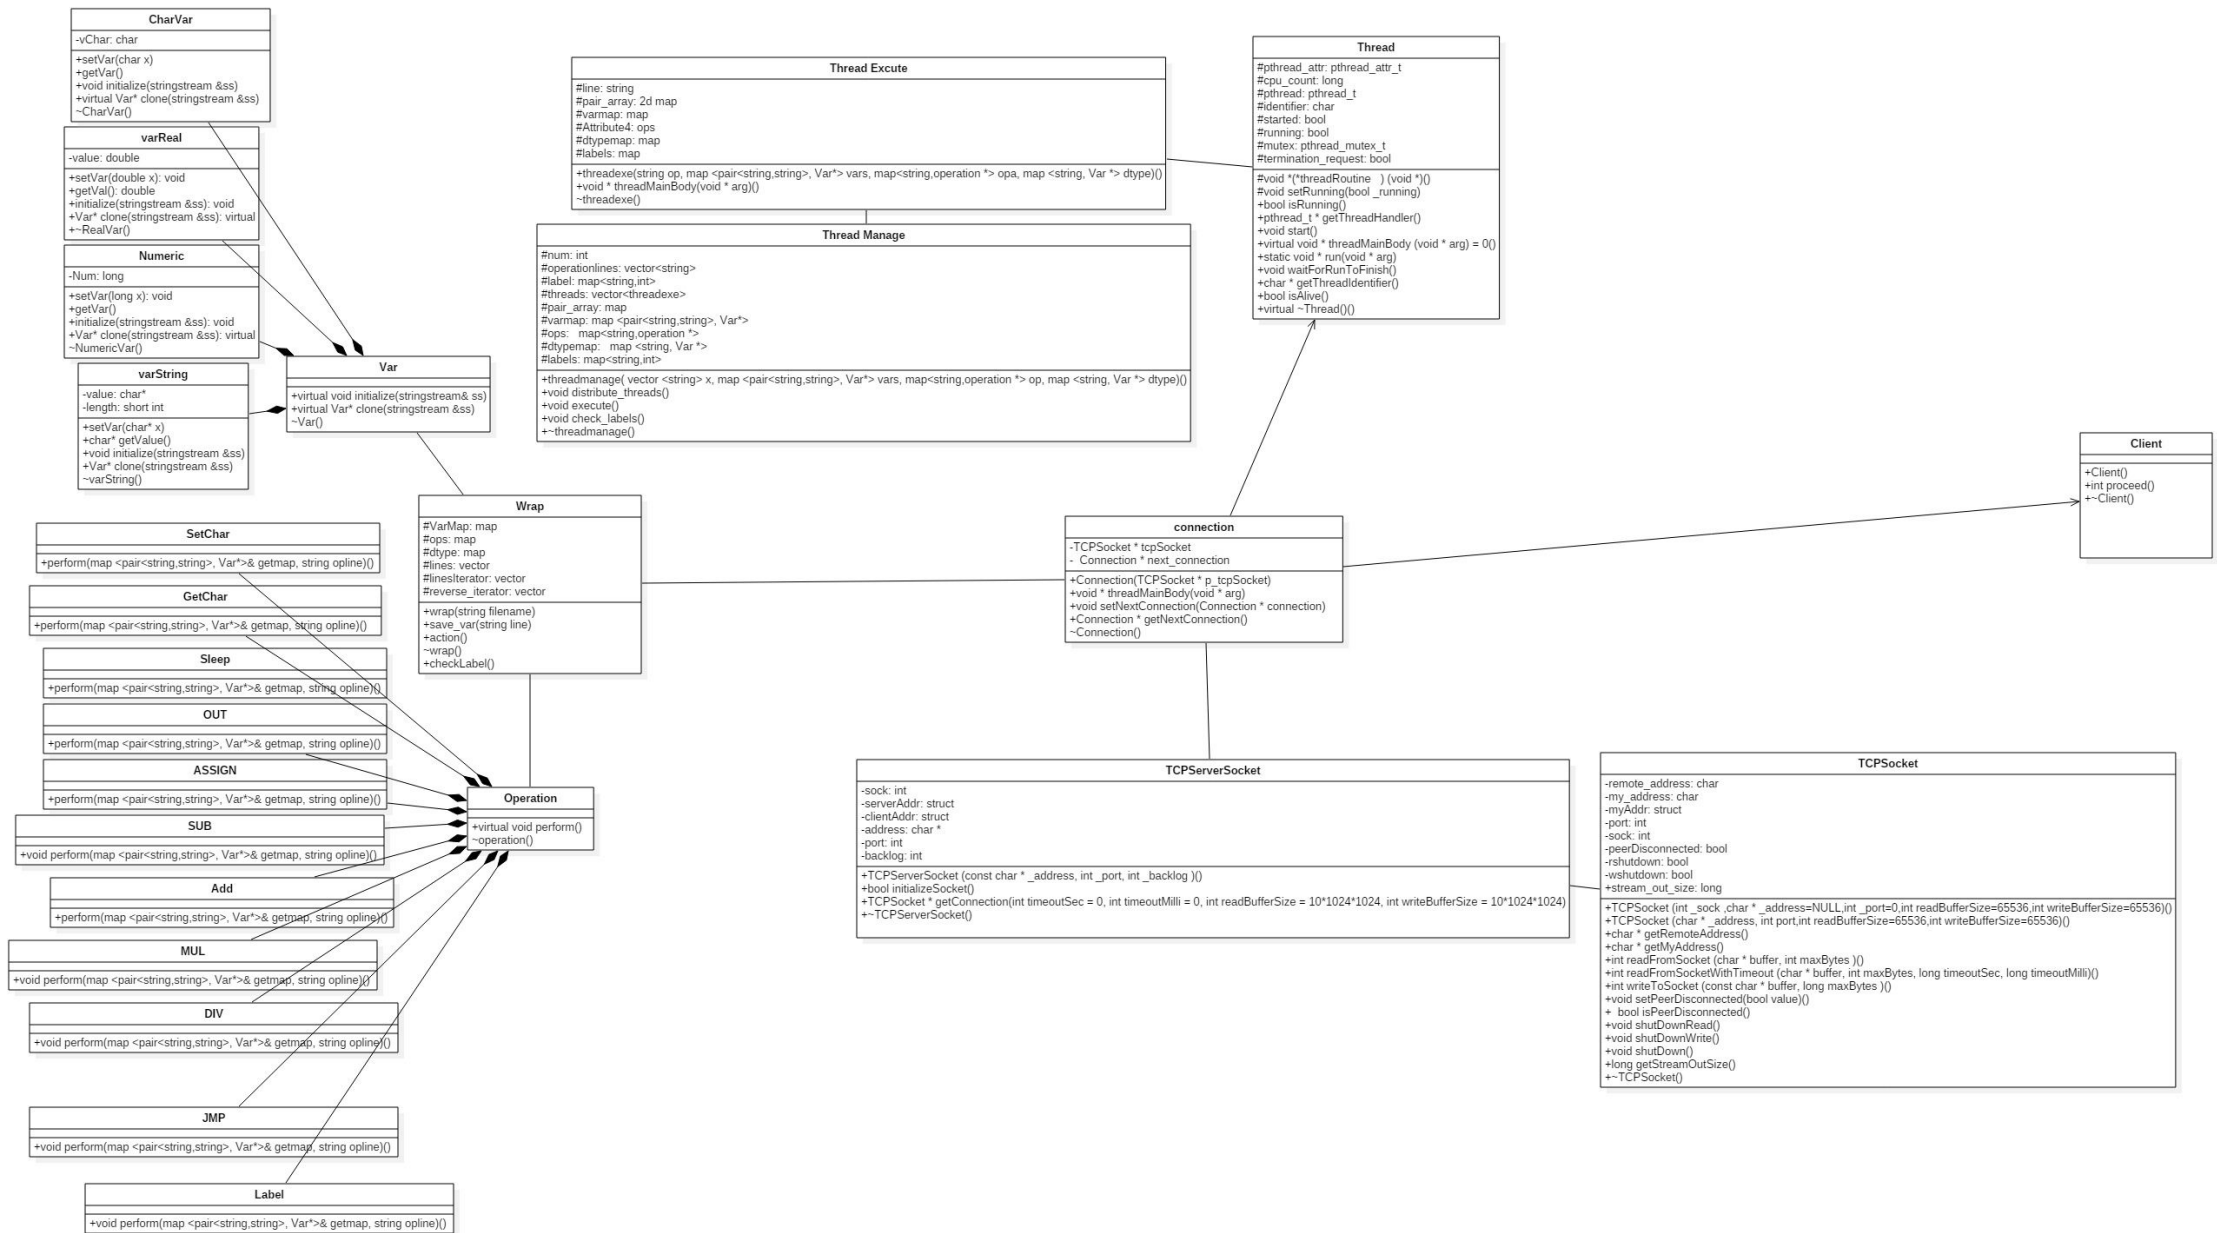 CharVar
-vChar: char
+setVar(char x)
+getVar()
+void initialize(stringstream &ss)
+virtual Var* clone(stringstream &ss)
~CharVar()
varReal
-value: double
+setVar(double x): void
+getVal(): double
+initialize(stringstream &ss): void
+Var* clone(stringstream &ss): virtual
+~RealVar()
Numeric
-Num: long
+setVar(long x): void
+getVar()
+initialize(stringstream &ss): void
+Var* clone(stringstream &ss): virtual
~NumericVar()
varString
-value: char*
-length: short int
+setVar(char* x)
+char* getValue()
+void initialize(stringstream &ss)
+Var* clone(stringstream &ss)
~varString()
Var
+virtual void initialize(stringstream& ss)
+virtual Var* clone(stringstream &ss)
~Var()
Thread Excute
#line: string
#pair_array: 2d map
#varmap: map
#Attribute4: ops
#dtypemap: map
#labels: map
+threadexe(string op, map <pair<string,string>, Var*> vars, map<string,operation *> opa, map <string, Var *> dtype)()
+void * threadMainBody(void * arg)()
~threadexe()
Thread Manage
#num: int
#operationlines: vector<string>
#label: map<string,int>
#threads: vector<threadexe>
#pair_array: map
#varmap: map <pair<string,string>, Var*>
#ops:   map<string,operation *>
#dtypemap:   map <string, Var *>
#labels: map<string,int>
+threadmanage( vector <string> x, map <pair<string,string>, Var*> vars, map<string,operation *> op, map <string, Var *> dtype)()
+void distribute_threads()
+void execute()
+void check_labels()
+~threadmanage()
Thread
#pthread_attr: pthread_attr_t
#cpu_count: long
#pthread: pthread_t
#identifier: char
#started: bool
#running: bool
#mutex: pthread_mutex_t
#termination_request: bool
#void *(*threadRoutine   ) (void *)()
#void setRunning(bool _running)
+bool isRunning()
+pthread_t * getThreadHandler()
+void start()
+virtual void * threadMainBody (void * arg) = 0()
+static void * run(void * arg)
+void waitForRunToFinish()
+char * getThreadIdentifier()
+bool isAlive()
+virtual ~Thread()()
Client
+Client()
+int proceed()
+~Client()
Wrap
#VarMap: map
#ops: map
#dtype: map
#lines: vector
#linesIterator: vector
#reverse_iterator: vector
+wrap(string filename)
+save_var(string line)
+action()
~wrap()
+checkLabel()
connection
-TCPSocket * tcpSocket
-  Connection * next_connection
+Connection(TCPSocket * p_tcpSocket)
+void * threadMainBody(void * arg)
+void setNextConnection(Connection * connection)
+Connection * getNextConnection()
~Connection()
SetChar
+perform(map <pair<string,string>, Var*>& getmap, string opline)()
GetChar
+perform(map <pair<string,string>, Var*>& getmap, string opline)()
Sleep
+perform(map <pair<string,string>, Var*>& getmap, string opline)()
OUT
+perform(map <pair<string,string>, Var*>& getmap, string opline)()
ASSIGN
+perform(map <pair<string,string>, Var*>& getmap, string opline)()
SUB
+void perform(map <pair<string,string>, Var*>& getmap, string opline)()
Add
+perform(map <pair<string,string>, Var*>& getmap, string opline)()
MUL
+void perform(map <pair<string,string>, Var*>& getmap, string opline)()
DIV
+void perform(map <pair<string,string>, Var*>& getmap, string opline)()
JMP
+void perform(map <pair<string,string>, Var*>& getmap, string opline)()
Label
+void perform(map <pair<string,string>, Var*>& getmap, string opline)()
Operation
+virtual void perform()
~operation()
TCPServerSocket
-sock: int
-serverAddr: struct
-clientAddr: struct
-address: char *
-port: int
-backlog: int
+TCPServerSocket (const char * _address, int _port, int _backlog )()
+bool initializeSocket()
+TCPSocket * getConnection(int timeoutSec = 0, int timeoutMilli = 0, int readBufferSize = 10*1024*1024, int writeBufferSize = 10*1024*1024)
+~TCPServerSocket()
TCPSocket
-remote_address: char
-my_address: char
-myAddr: struct
-port: int
-sock: int
-peerDisconnected: bool
-rshutdown: bool
-wshutdown: bool
+stream_out_size: long
+TCPSocket (int _sock ,char * _address=NULL,int _port=0,int readBufferSize=65536,int writeBufferSize=65536)()
+TCPSocket (char * _address, int port,int readBufferSize=65536,int writeBufferSize=65536)()
+char * getRemoteAddress()
+char * getMyAddress()
+int readFromSocket (char * buffer, int maxBytes )()
+int readFromSocketWithTimeout (char * buffer, int maxBytes, long timeoutSec, long timeoutMilli)()
+int writeToSocket (const char * buffer, long maxBytes )()
+void setPeerDisconnected(bool value)()
+  bool isPeerDisconnected()
+void shutDownRead()
+void shutDownWrite()
+void shutDown()
+long getStreamOutSize()
+~TCPSocket()